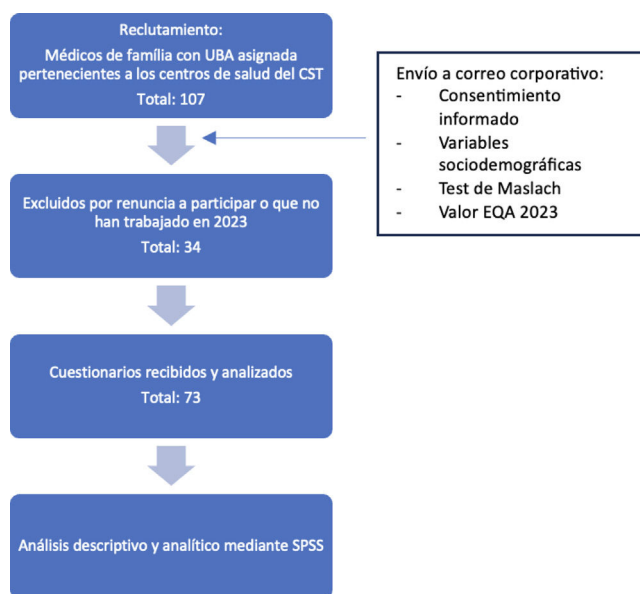 Reclutamiento:
Médicos de família con UBA asignada
pertenecientes a los centros de salud del CST
Total: 107
Envío a correo corporativo:
- Consentimiento
informado
- Variables
sociodemográficas
- Test de Maslach
- Valor EQA 2023
Excluidos por renuncia a participar o que no
han trabajado en 2023
Total: 34
Cuestionarios recibidos y analizados
Total: 73
Análisis descriptivo y analítico mediante SPSS